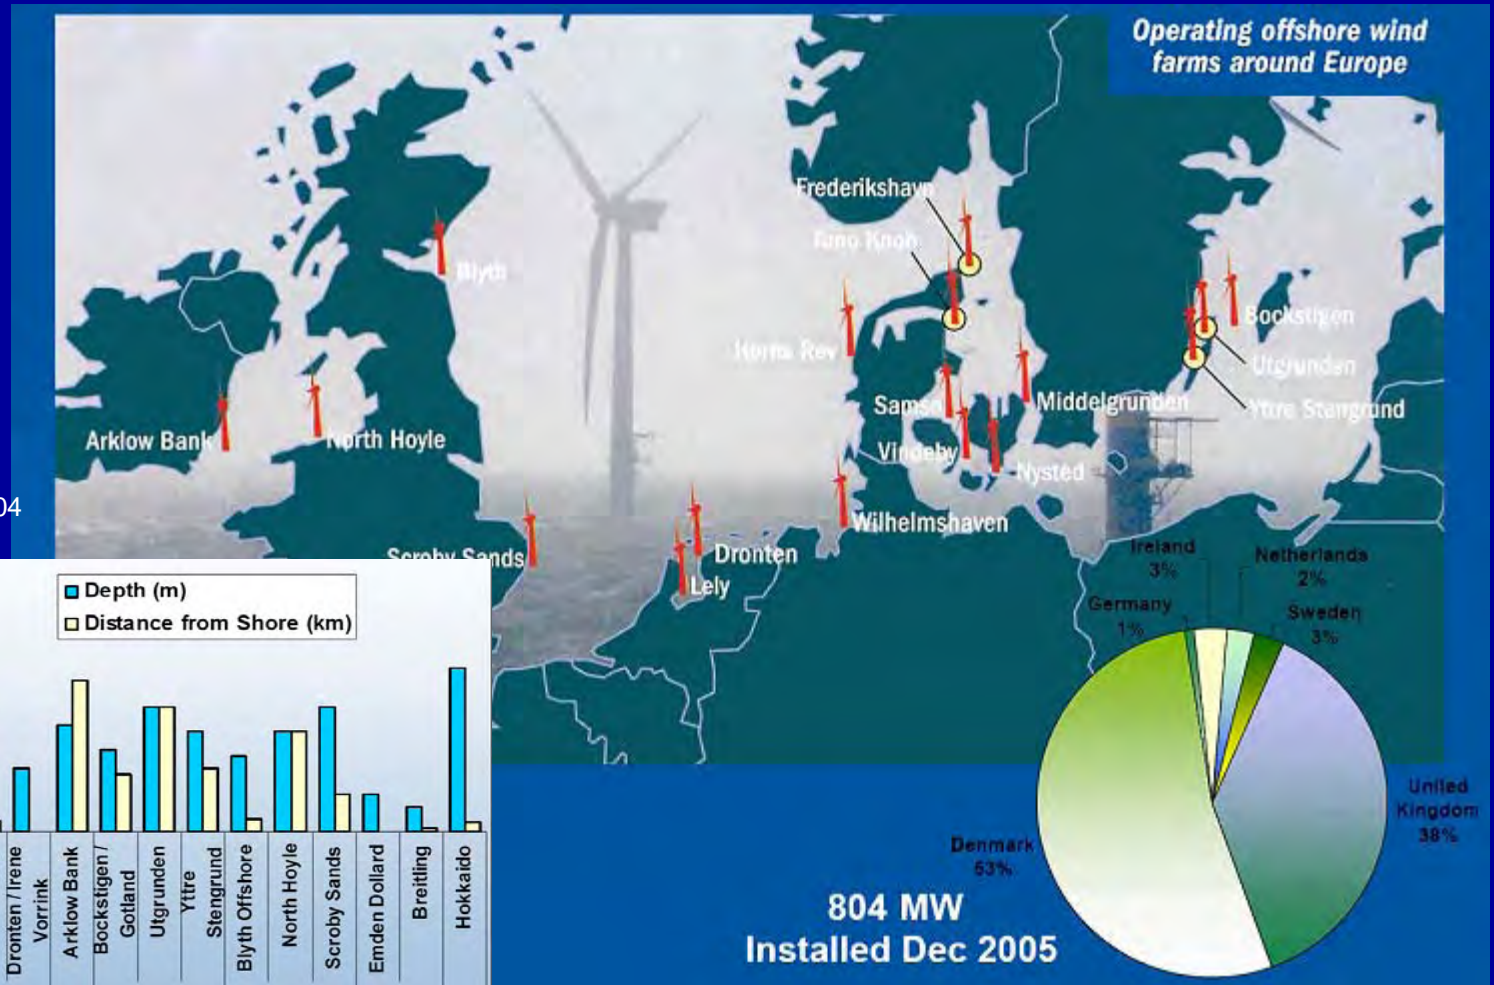 Operating offshore wind
farms around Europe
Frederikshavn
Tuno Knob
Blyth
Horns Rev
Bockstigen
Utgrunden
Yttre Stengrund
Samso
Middelgrunden
Arklow Bank
North Hoyle
Vindeby
Nysted
04
Wilhelmshaven
Scroby Sands
Dronten
Lely
Depth (m)
Distance from Shore (km)
Dronten / Irene
Vorrink
Arklow Bank
Bockstigen /
Gotland
Utgrunden
Yttre
Stengrund
Blyth Offshore
North Hoyle
Scroby Sands
Emden Dollard
Breitling
Hokkaido
Ireland
3%
Netherlands
2%
Germany
1%
Sweden
3%
United
Kingdom
38%
Denmark
53%
804 MW
Installed Dec 2005